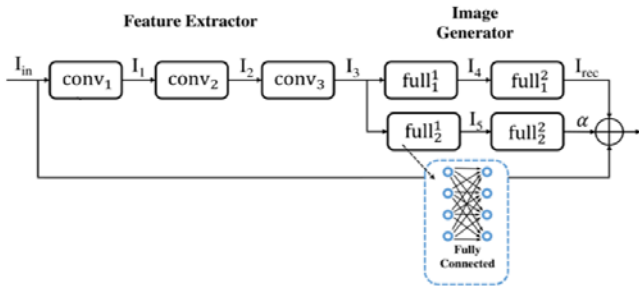 Feature Extractor
Image
Generator
I_in conv_1 I_1 conv_2 I_2 conv_3 I_3 full_1^1 I_4 full_1^2 I_rec
full_2^1 I_5 full_2^2 α
Fully
Connected